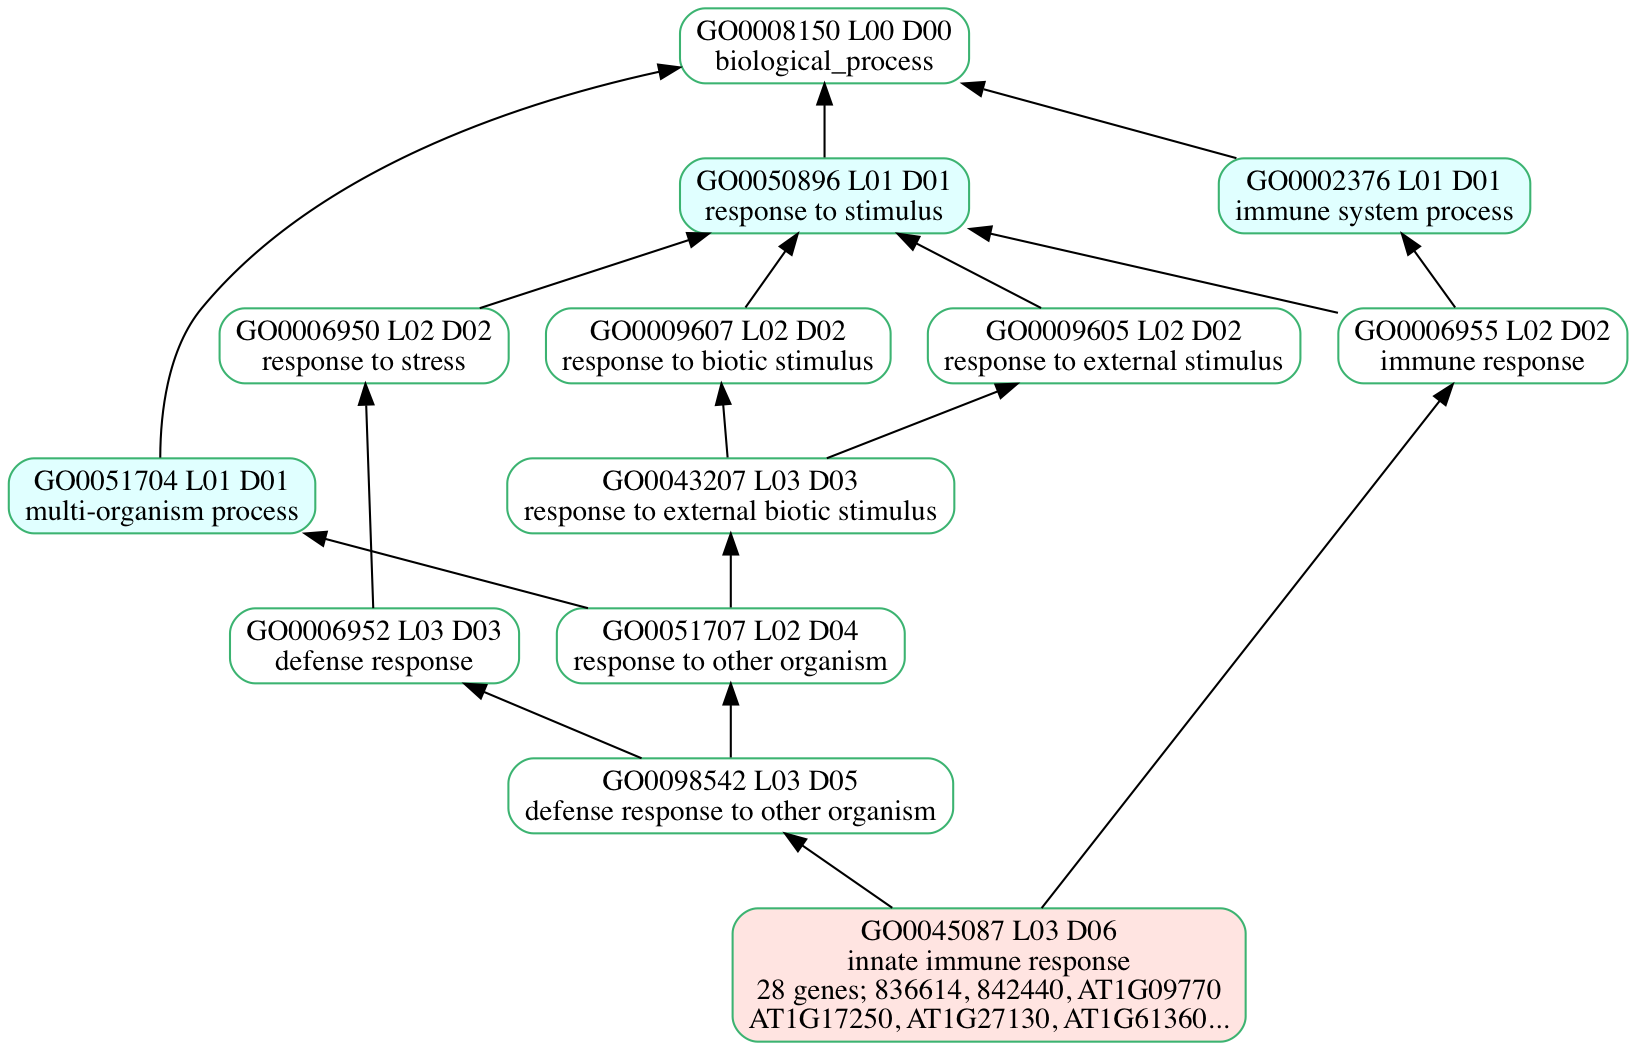 GO0008150 L00 D00
biological_process
GO0050896 L01 D01
response to stimulus
GO0002376 L01 D01
immune system process
GO0006950 L02 D02
response to stress
GO0009607 L02 D02
response to biotic stimulus
GO0009605 L02 D02
response to external stimulus
GO0006955 L02 D02
immune response
GO0051704 L01 D01
multi-organism process
GO0043207 L03 D03
response to external biotic stimulus
GO0006952 L03 D03
defense response
GO0051707 L02 D04
response to other organism
GO0098542 L03 D05
defense response to other organism
GO0045087 L03 D06
innate immune response
28 genes; 836614, 842440, AT1G09770
AT1G17250, AT1G27130, AT1G61360...